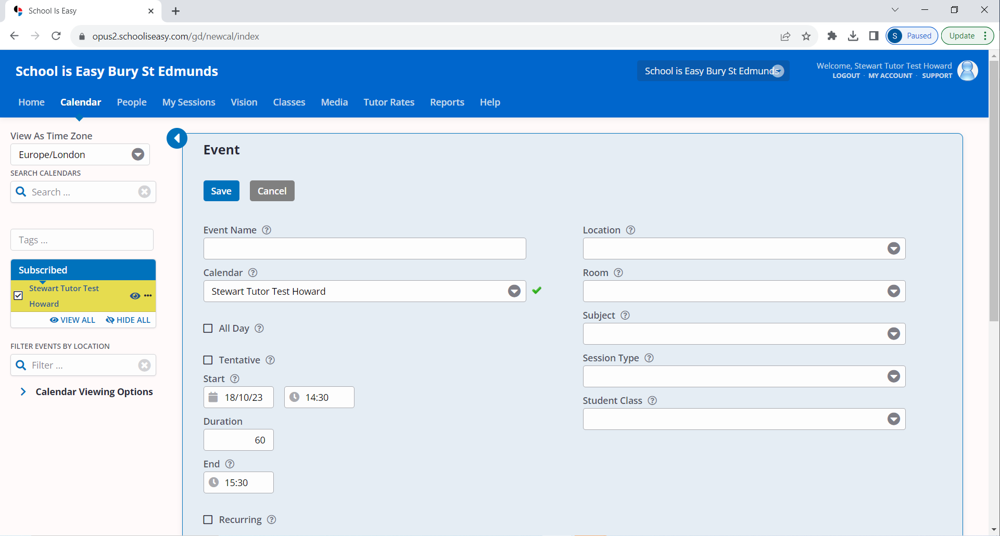 School Is Easy
opus2.schooliseasy.com/gd/newcal/index
S Paused
Update
School is Easy Bury St Edmunds
School is Easy Bury St Edmunds
Welcome, Stewart Tutor Test Howard
LOGOUT · MY ACCOUNT · SUPPORT
Home Calendar People My Sessions Vision Classes Media Tutor Rates Reports Help
View As Time Zone
Europe/London
SEARCH CALENDARS
Search ...
Tags ...
Subscribed
Stewart Tutor Test
Howard
VIEW ALL HIDE ALL
FILTER EVENTS BY LOCATION
Filter ...
Calendar Viewing Options
Event
Save Cancel
Event Name ?
Calendar ?
Stewart Tutor Test Howard
All Day ?
Tentative ?
Start ?
18/10/23 14:30
Duration
60
End ?
15:30
Recurring ?
Location ?
Room ?
Subject ?
Session Type ?
Student Class ?